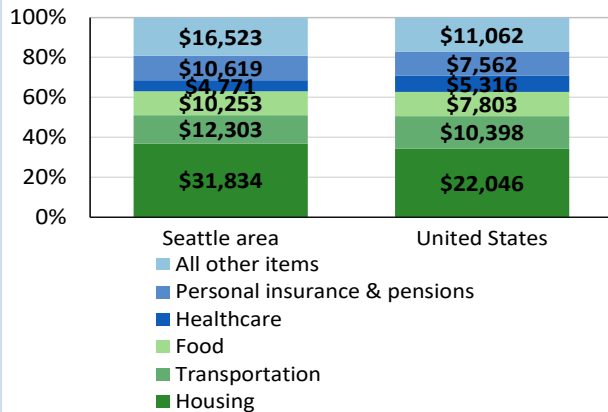 100%
80%
60%
40%
20%
0%
$16,523
$10,619
$4,771
$10,253
$12,303
$31,834
$11,062
$7,562
$5,316
$7,803
$10,398
$22,046
Seattle area
United States
All other items
Personal insurance & pensions
Healthcare
Food
Transportation
Housing